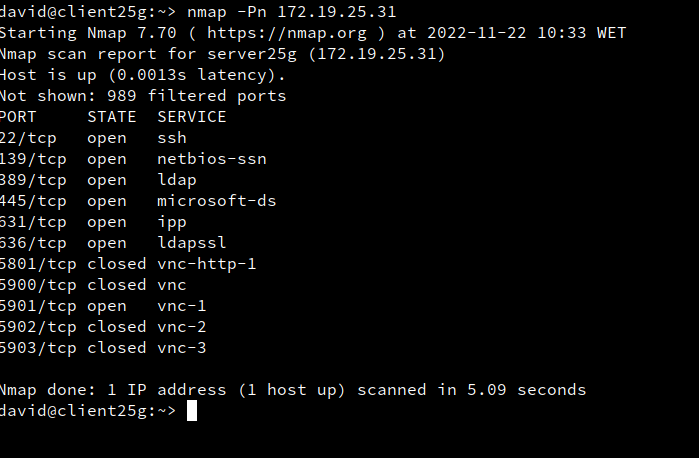 david@client25g:~> nmap -Pn 172.19.25.31
Starting Nmap 7.70 ( https://nmap.org ) at 2022-11-22 10:33 WET
Nmap scan report for server25g (172.19.25.31)
Host is up (0.0013s latency).
Not shown: 989 filtered ports
PORT     STATE  SERVICE
22/tcp   open   ssh
139/tcp  open   netbios-ssn
389/tcp  open   ldap
445/tcp  open   microsoft-ds
631/tcp  open   ipp
636/tcp  open   ldapssl
5801/tcp closed vnc-http-1
5900/tcp closed vnc
5901/tcp open   vnc-1
5902/tcp closed vnc-2
5903/tcp closed vnc-3
Nmap done: 1 IP address (1 host up) scanned in 5.09 seconds
david@client25g:~>